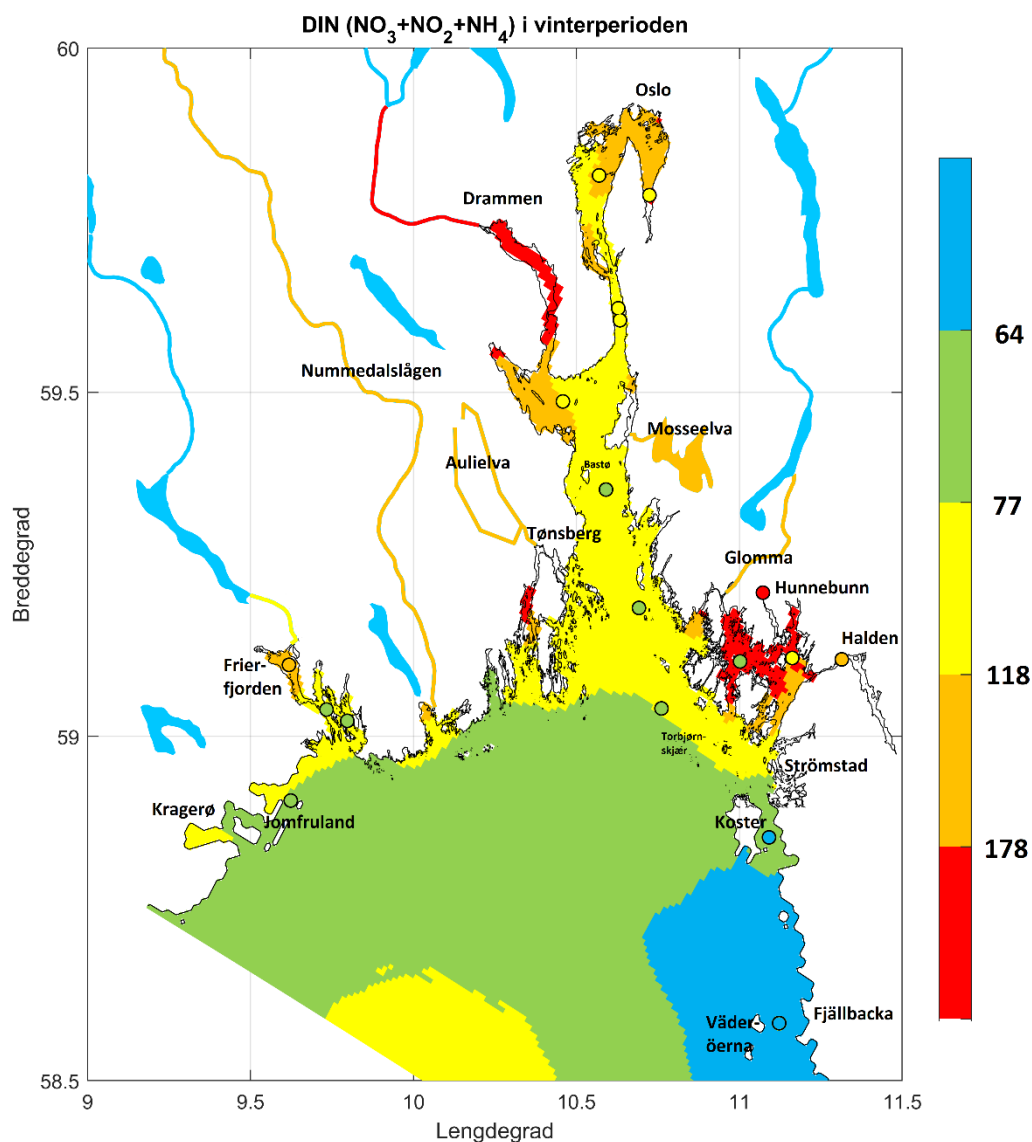 DIN (NO3+NO2+NH4) i vinterperioden
60
Oslo
Drammen
64
59.5
Nummedalslågen
Mosseelva
Aulielva
Bastø
77
Tønsberg
Glomma
Hunnebunn
Halden
Frier-
fjorden
118
59
Torbjørn-
skjær
Strömstad
Kragerø
Jomfruland
Koster
178
Väder-
öerna
Fjällbacka
58.5
9
9.5
10
10.5
11
11.5
Lengdegrad
Breddegrad